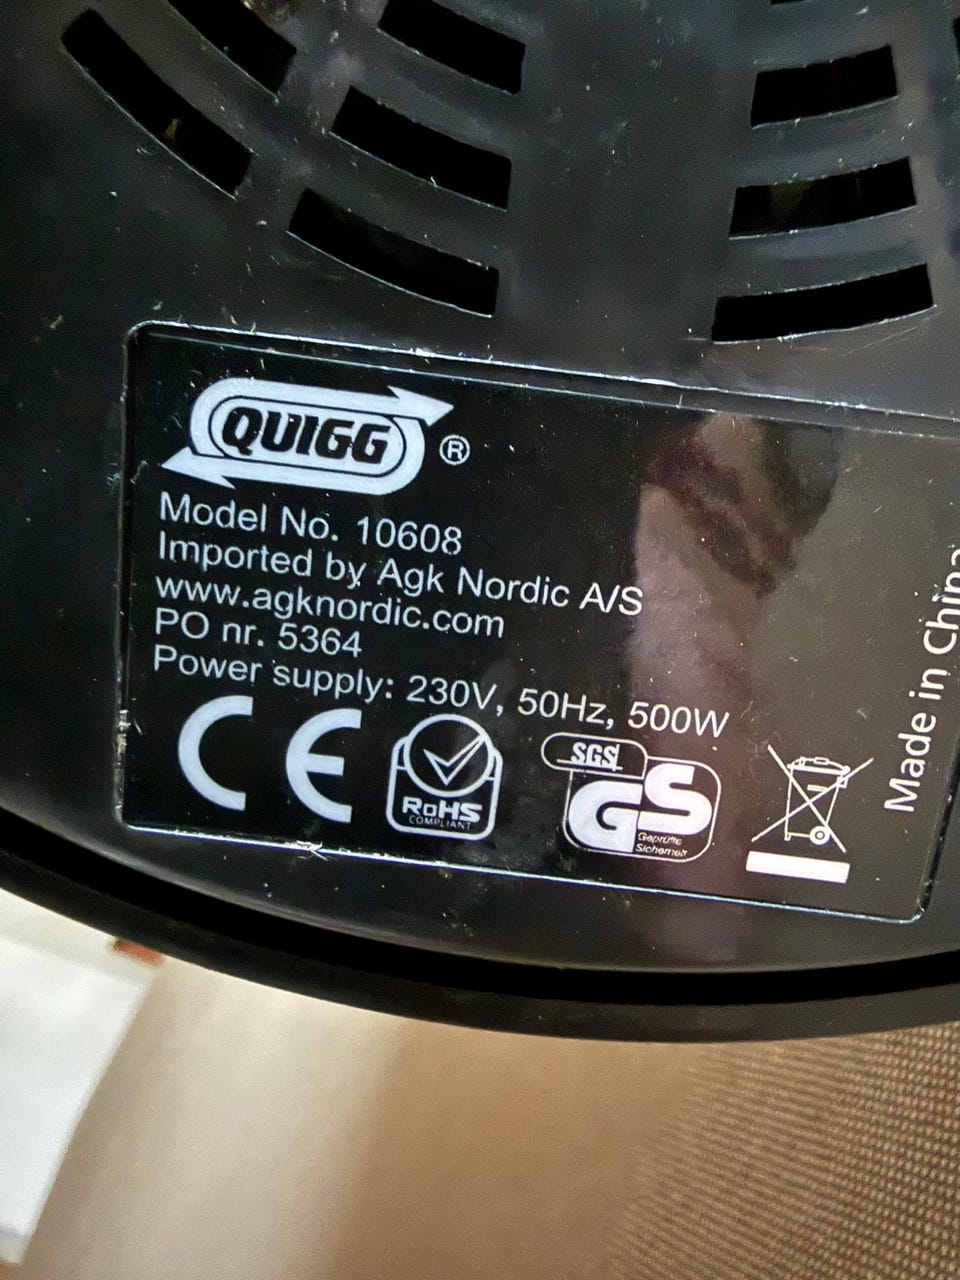 QUIGG ®
Model No. 10608
Imported by Agk Nordic A/S
www.agknordic.com
PO nr. 5364
Power supply: 230V, 50Hz, 500W
CE
RoHS
COMPLIANT
SGS
GS
Geprüfte
Sicherheit
Made in China